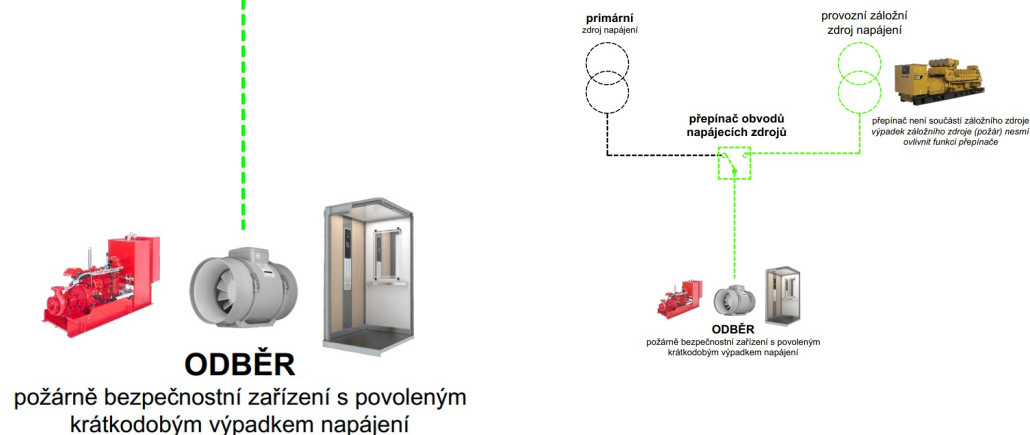 ODBĚR
požárně bezpečnostní zařízení s povoleným
krátkodobým výpadkem napájení
primární
zdroj napájení
provozní záložní
zdroj napájení
přepínač obvodů
napájecích zdrojů
přepínač není součástí záložního zdroje
výpadek záložního zdroje (požár) nesmí
ovlivnit funkci přepínače
ODBĚR
požárně bezpečnostní zařízení s povoleným
krátkodobým výpadkem napájení